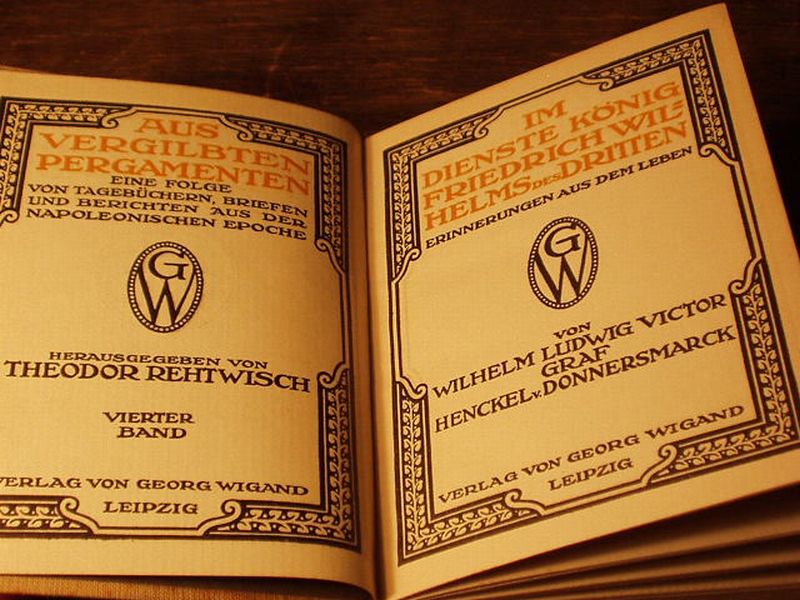 AUS
VERGILBTEN
PERGAMENTEN
EINE FOLGE
VON TAGEBÜCHERN, BRIEFEN
UND BERICHTEN AUS DER
NAPOLEONISCHEN EPOCHE
GW
HERAUSGEGEBEN VON
THEODOR REHTWISCH
VIERTER
BAND
VERLAG VON GEORG WIGAND
LEIPZIG
IM
DIENSTE KÖNIG
FRIEDRICH WIL=
HELMS DES DRITTEN
ERINNERUNGEN AUS DEM LEBEN
GW
VON
WILHELM LUDWIG VICTOR
GRAF
HENCKEL v. DONNERSMARCK
VERLAG VON GEORG WIGAND
LEIPZIG